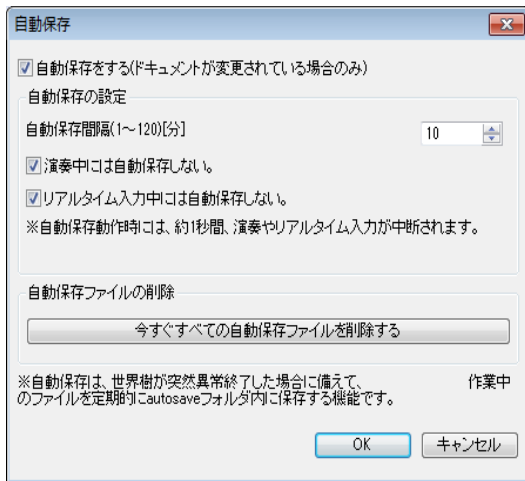 自動保存
自動保存をする(ドキュメントが変更されている場合のみ)
自動保存の設定
自動保存間隔(1～120)[分] 10
演奏中には自動保存しない。
リアルタイム入力中には自動保存しない。
※自動保存動作時には、約1秒間、演奏やリアルタイム入力が中断されます。
自動保存ファイルの削除
今すぐすべての自動保存ファイルを削除する
※自動保存は、世界樹が突然異常終了した場合に備えて、 作業中
のファイルを定期的にautosaveフォルダ内に保存する機能です。
OK キャンセル